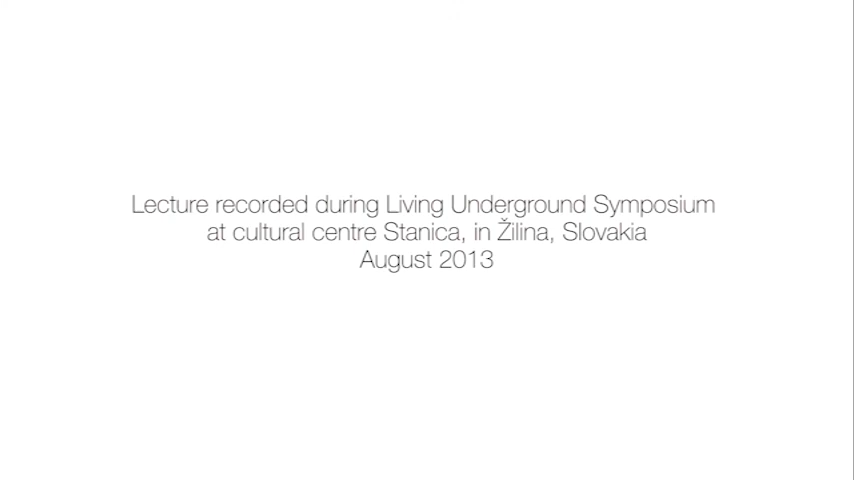 Lecture recorded during Living Underground Symposium
at cultural centre Stanica, in Žilina, Slovakia
August 2013